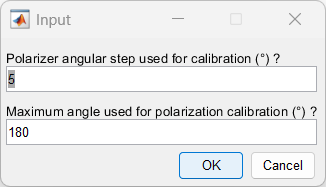 Input
Polarizer angular step used for calibration (°) ?
5
Maximum angle used for polarization calibration (°) ?
180
OK Cancel